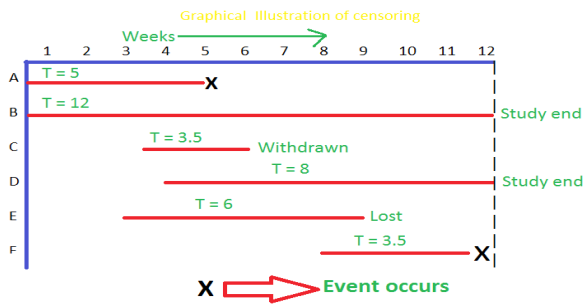 Graphical Illustration of censoring
Weeks
1 2 3 4 5 6 7 8 9 10 11 12
A T = 5 X
B T = 12 Study end
C T = 3.5 Withdrawn
D T = 8 Study end
E T = 6 Lost
F T = 3.5 X
X Event occurs